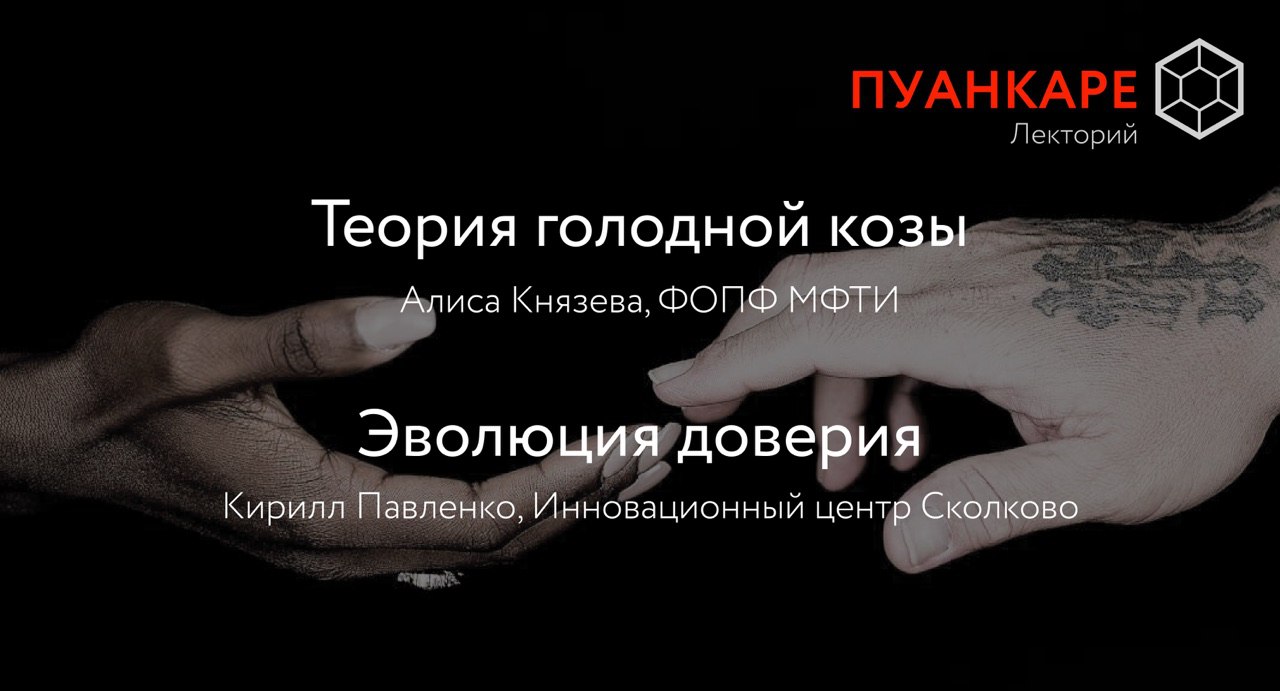 ПУАНКАРЕ
Лекторий
Теория голодной козы
Алиса Князева, ФОПФ МФТИ
Эволюция доверия
Кирилл Павленко, Инновационный центр Сколково